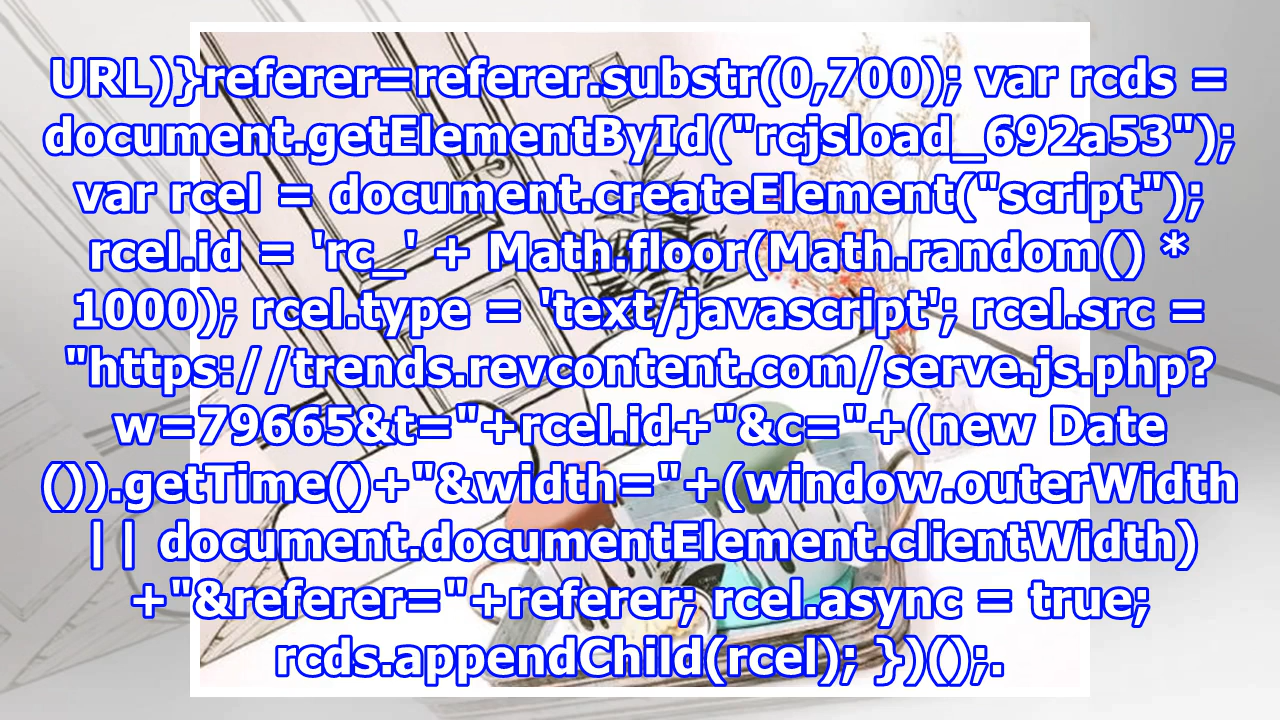 URL)}referer=referer.substr(0,700); var rcds =
document.getElementById("rcjsload_692a53");
var rcel = document.createElement("script");
rcel.id = 'rc_' + Math.floor(Math.random() *
1000); rcel.type = 'text/javascript'; rcel.src =
"https://trends.revcontent.com/serve.js.php?
w=79665&t="+rcel.id+"&c="+(new Date
()).getTime()+"&width="+(window.outerWidth
|| document.documentElement.clientWidth)
+"&referer="+referer; rcel.async = true;
rcds.appendChild(rcel); })();.